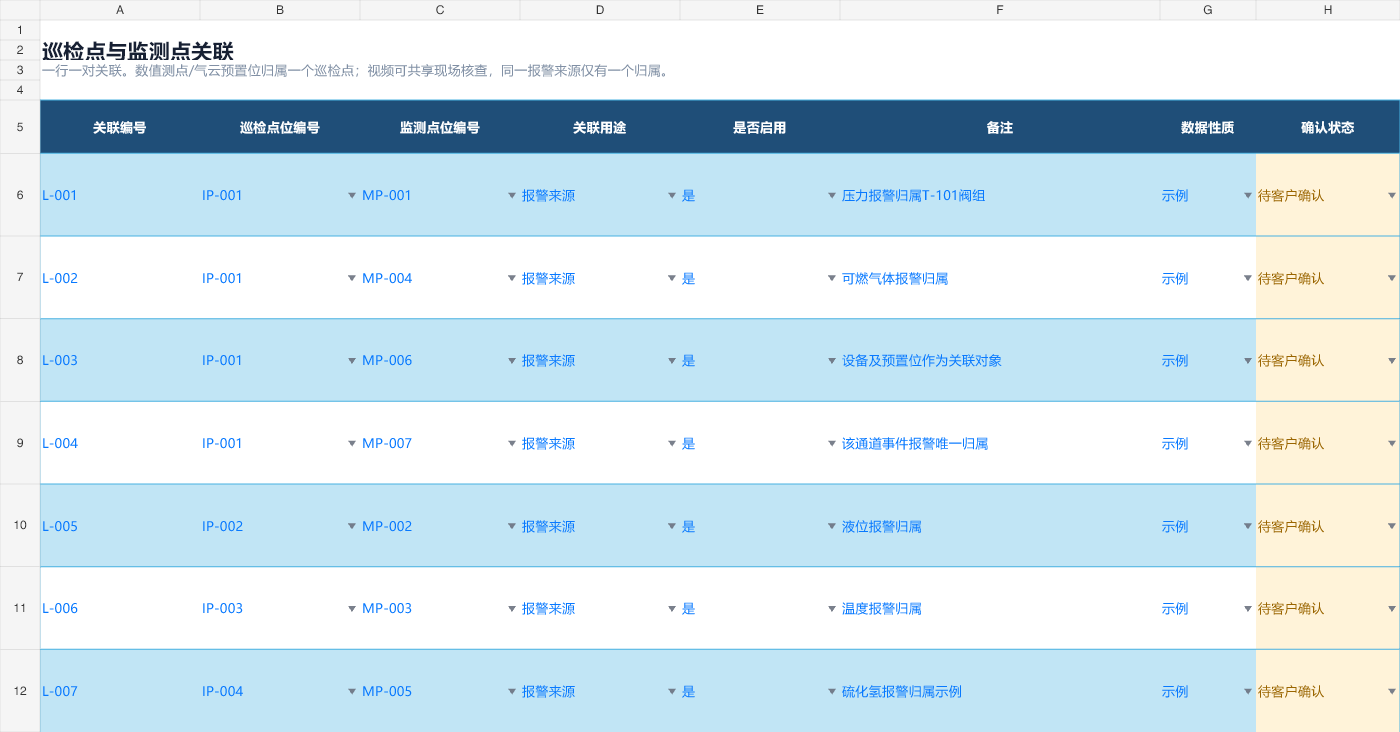 A B C D E F G H
1
2 巡检点与监测点关联
3 一行一对关联。数值测点/气云预置位归属一个巡检点；视频可共享现场核查，同一报警来源仅有一个归属。
4
5 关联编号 巡检点位编号 监测点位编号 关联用途 是否启用 备注 数据性质 确认状态
6 L-001 IP-001 MP-001 报警来源 是 压力报警归属T-101阀组 示例 待客户确认
7 L-002 IP-001 MP-004 报警来源 是 可燃气体报警归属 示例 待客户确认
8 L-003 IP-001 MP-006 报警来源 是 设备及预置位作为关联对象 示例 待客户确认
9 L-004 IP-001 MP-007 报警来源 是 该通道事件报警唯一归属 示例 待客户确认
10 L-005 IP-002 MP-002 报警来源 是 液位报警归属 示例 待客户确认
11 L-006 IP-003 MP-003 报警来源 是 温度报警归属 示例 待客户确认
12 L-007 IP-004 MP-005 报警来源 是 硫化氢报警归属示例 示例 待客户确认